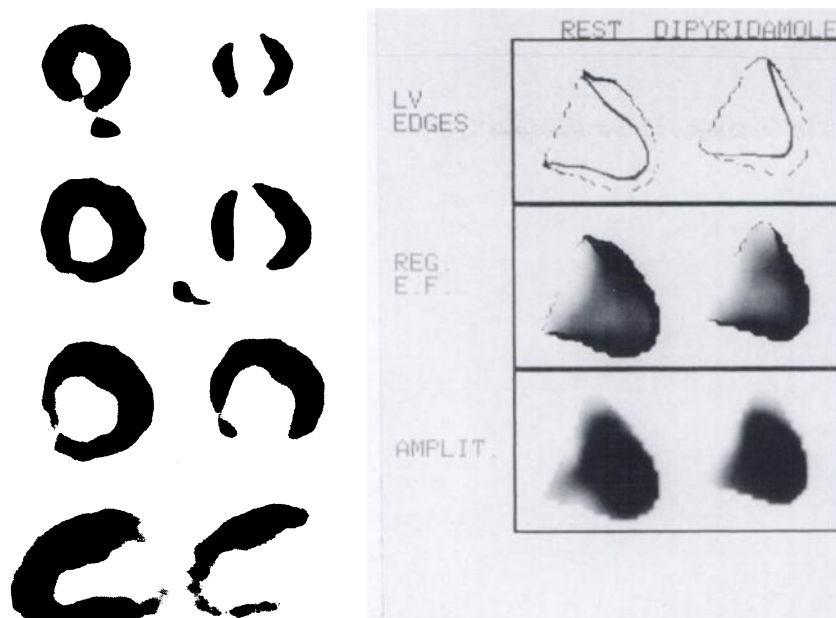 REST DIPYRIDAMOLE
LV
EDGES
REG.
E.F.
AMPLIT.